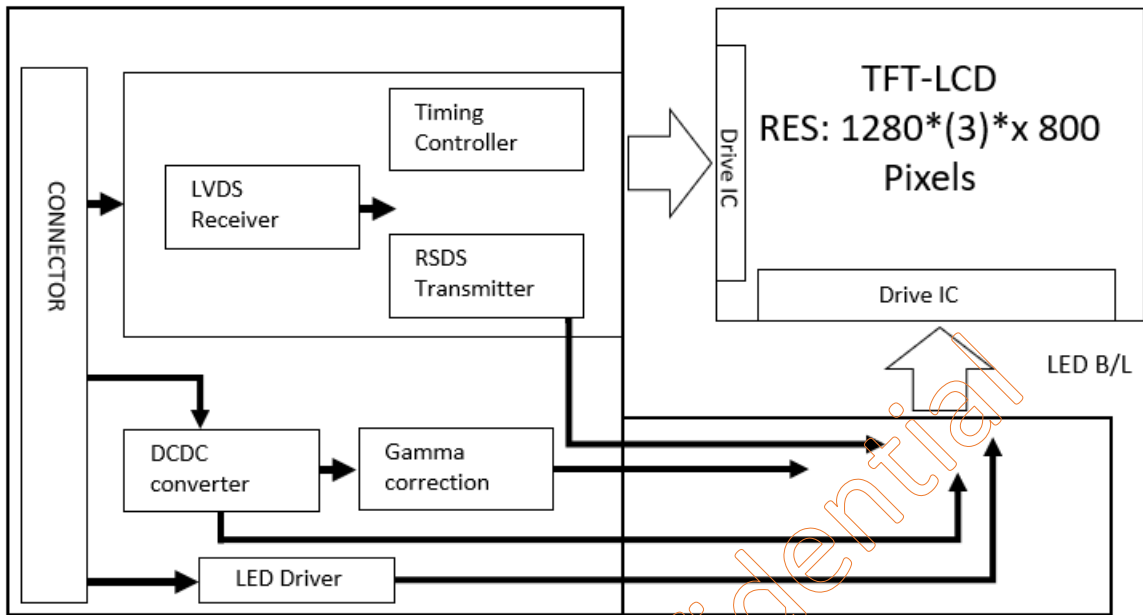 CONNECTOR
Timing
Controller
LVDS
Receiver
RSDS
Transmitter
DCDC
converter
Gamma
correction
LED Driver
TFT-LCD
RES: 1280*(3)*x 800
Pixels
Drive IC
Drive IC
LED B/L
idential